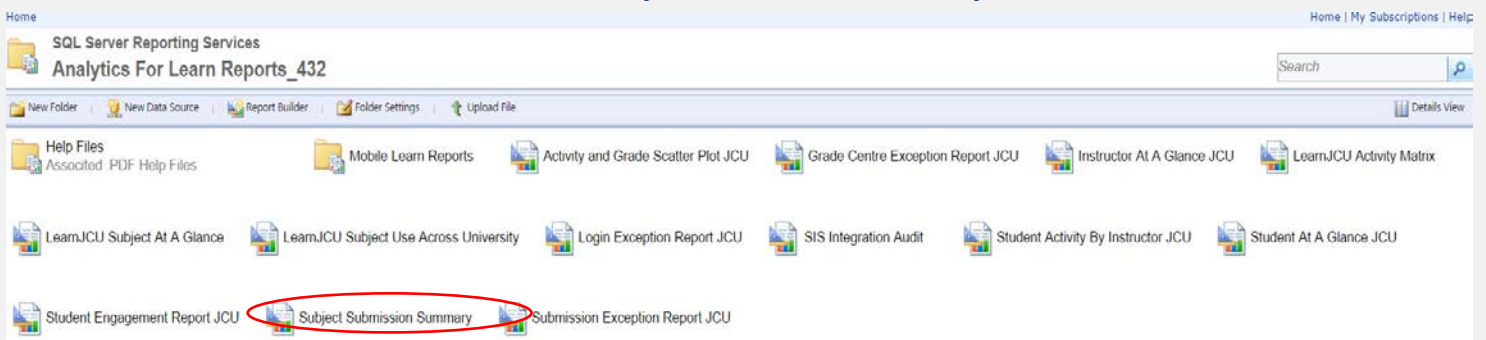 Home
Home | My Subscriptions | Help
SQL Server Reporting Services
Analytics For Learn Reports_432
Search
New Folder | New Data Source | Report Builder | Folder Settings | Upload File
Details View
Help Files
Associted .PDF Help Files
Mobile Learn Reports
Activity and Grade Scatter Plot JCU
Grade Centre Exception Report JCU
Instructor At A Glance JCU
LearnJCU Activity Matrix
LearnJCU Subject At A Glance
LearnJCU Subject Use Across University
Login Exception Report JCU
SIS Integration Audit
Student Activity By Instructor JCU
Student At A Glance JCU
Student Engagement Report JCU
Subject Submission Summary
Submission Exception Report JCU